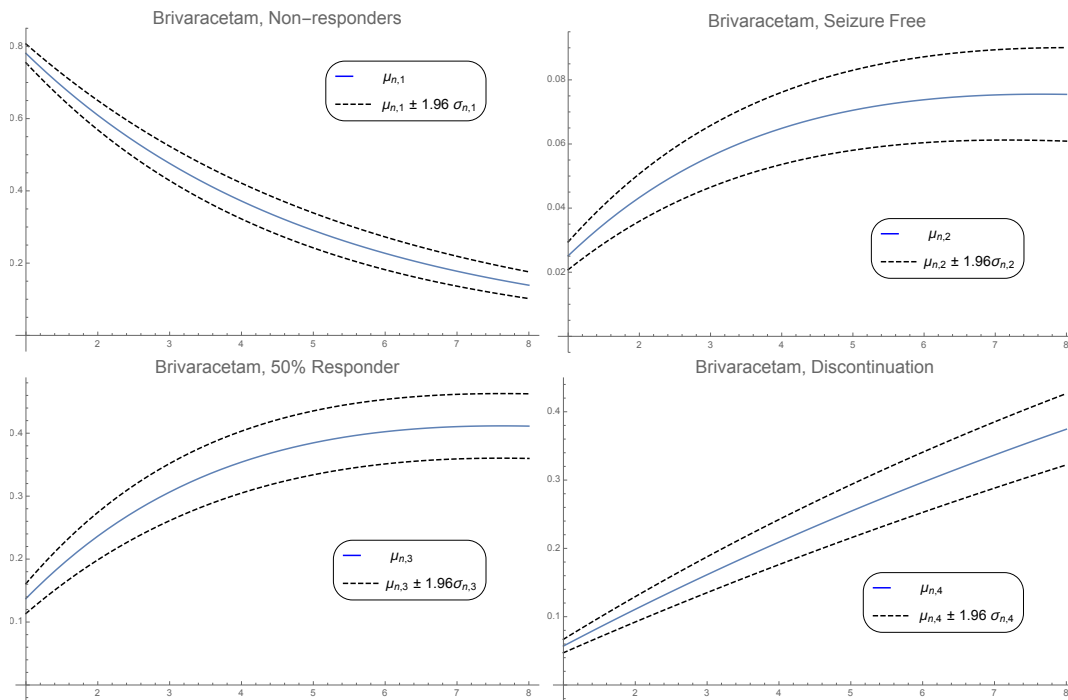 Brivaracetam, Non−responders
0.8
0.6
0.4
0.2
2 3 4 5 6 7 8
μn,1
μn,1 ± 1.96 σn,1
Brivaracetam, Seizure Free
0.08
0.06
0.04
0.02
2 3 4 5 6 7 8
μn,2
μn,2 ± 1.96σn,2
Brivaracetam, 50% Responder
0.4
0.3
0.2
0.1
2 3 4 5 6 7 8
μn,3
μn,3 ± 1.96σn,3
Brivaracetam, Discontinuation
0.4
0.3
0.2
0.1
2 3 4 5 6 7 8
μn,4
μn,4 ± 1.96 σn,4